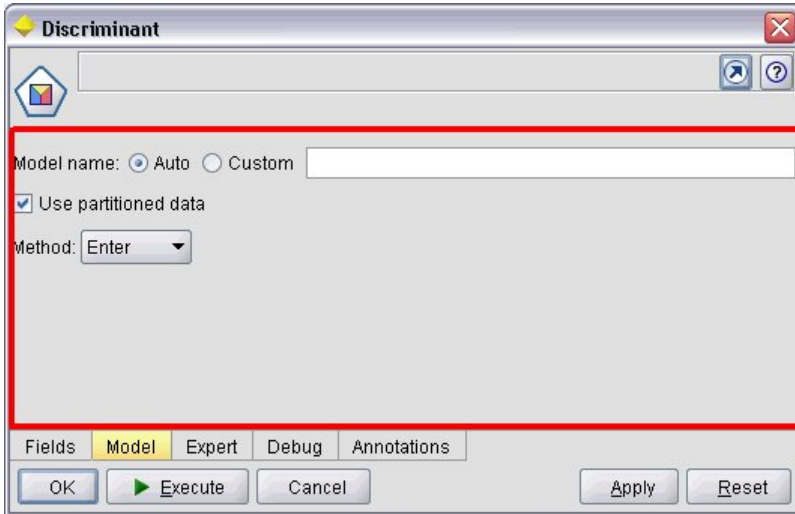 Discriminant
Model name: Auto Custom
Use partitioned data
Method: Enter
Fields Model Expert Debug Annotations
OK Execute Cancel Apply Reset